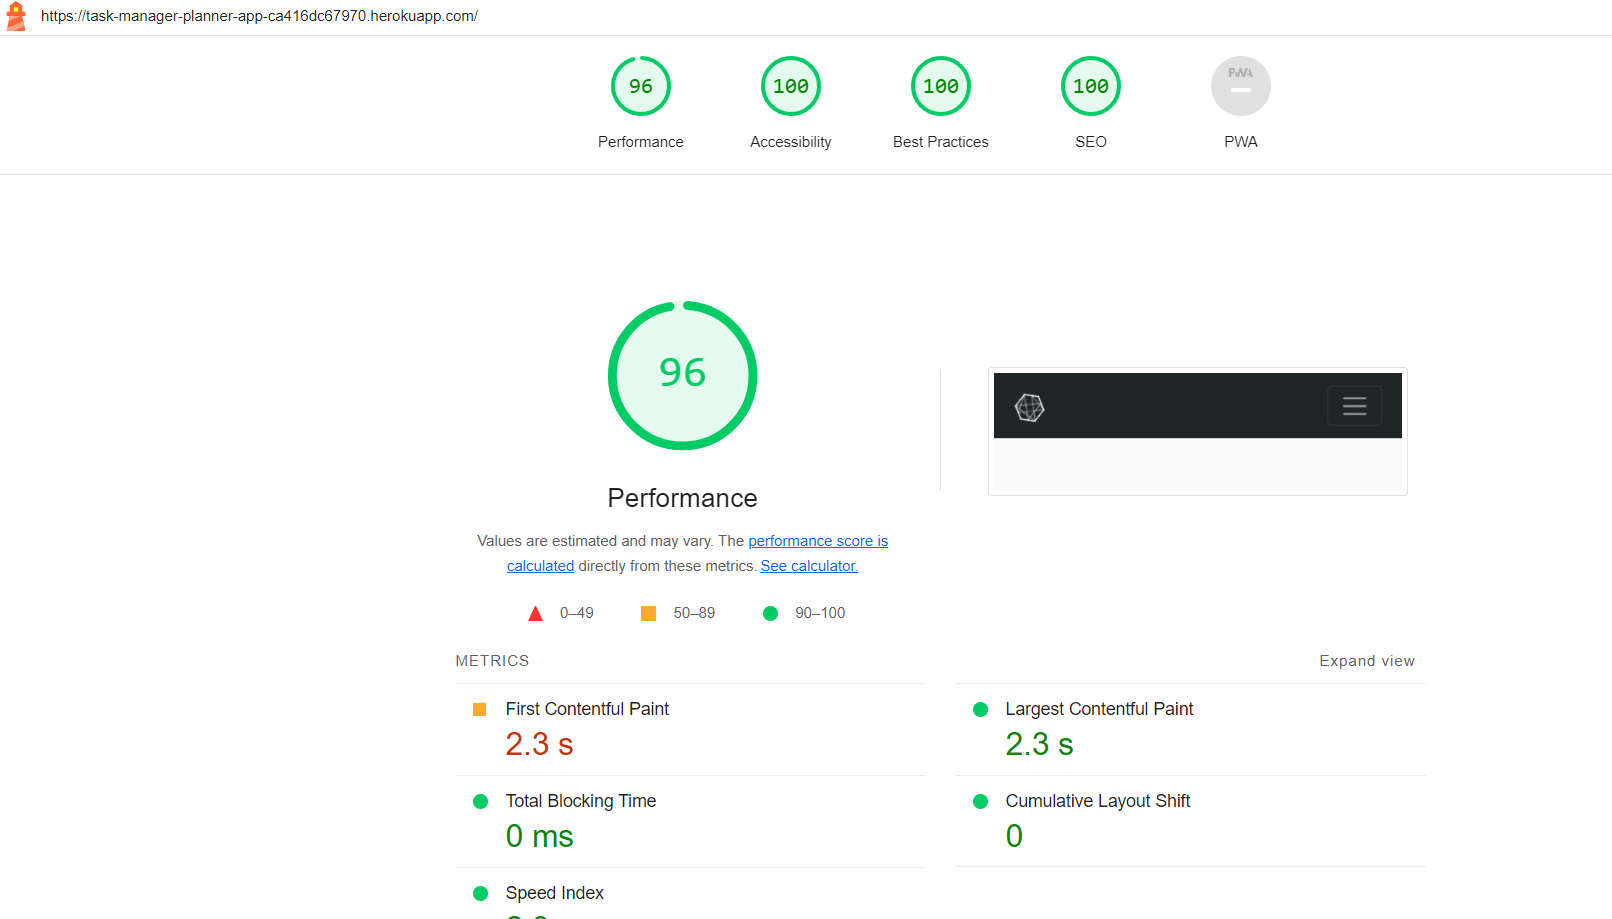 https://task-manager-planner-app-ca416dc67970.herokuapp.com/
96
100
100
100
PWA
Performance
Accessibility
Best Practices
SEO
PWA
96
Performance
Values are estimated and may vary. The performance score is
calculated directly from these metrics. See calculator.
0–49
50–89
90–100
METRICS
Expand view
First Contentful Paint
2.3 s
Largest Contentful Paint
2.3 s
Total Blocking Time
0 ms
Cumulative Layout Shift
0
Speed Index